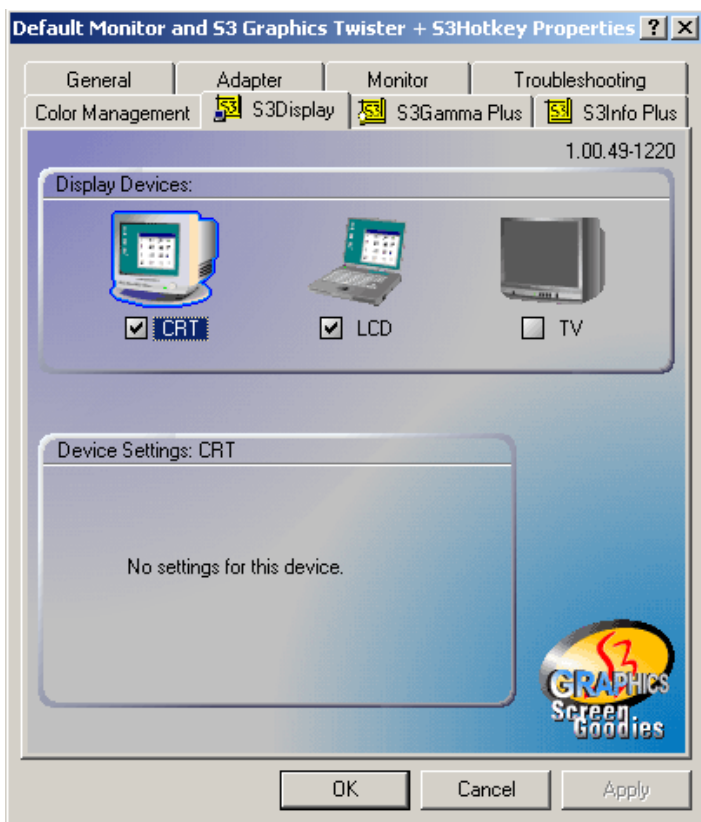 Default Monitor and S3 Graphics Twister + S3Hotkey Properties
General Adapter Monitor Troubleshooting
Color Management S3Display S3Gamma Plus S3Info Plus
1.00.49-1220
Display Devices:
CRT LCD TV
Device Settings: CRT
No settings for this device.
S3
GRAPHICS
Screen
Goodies
OK Cancel Apply